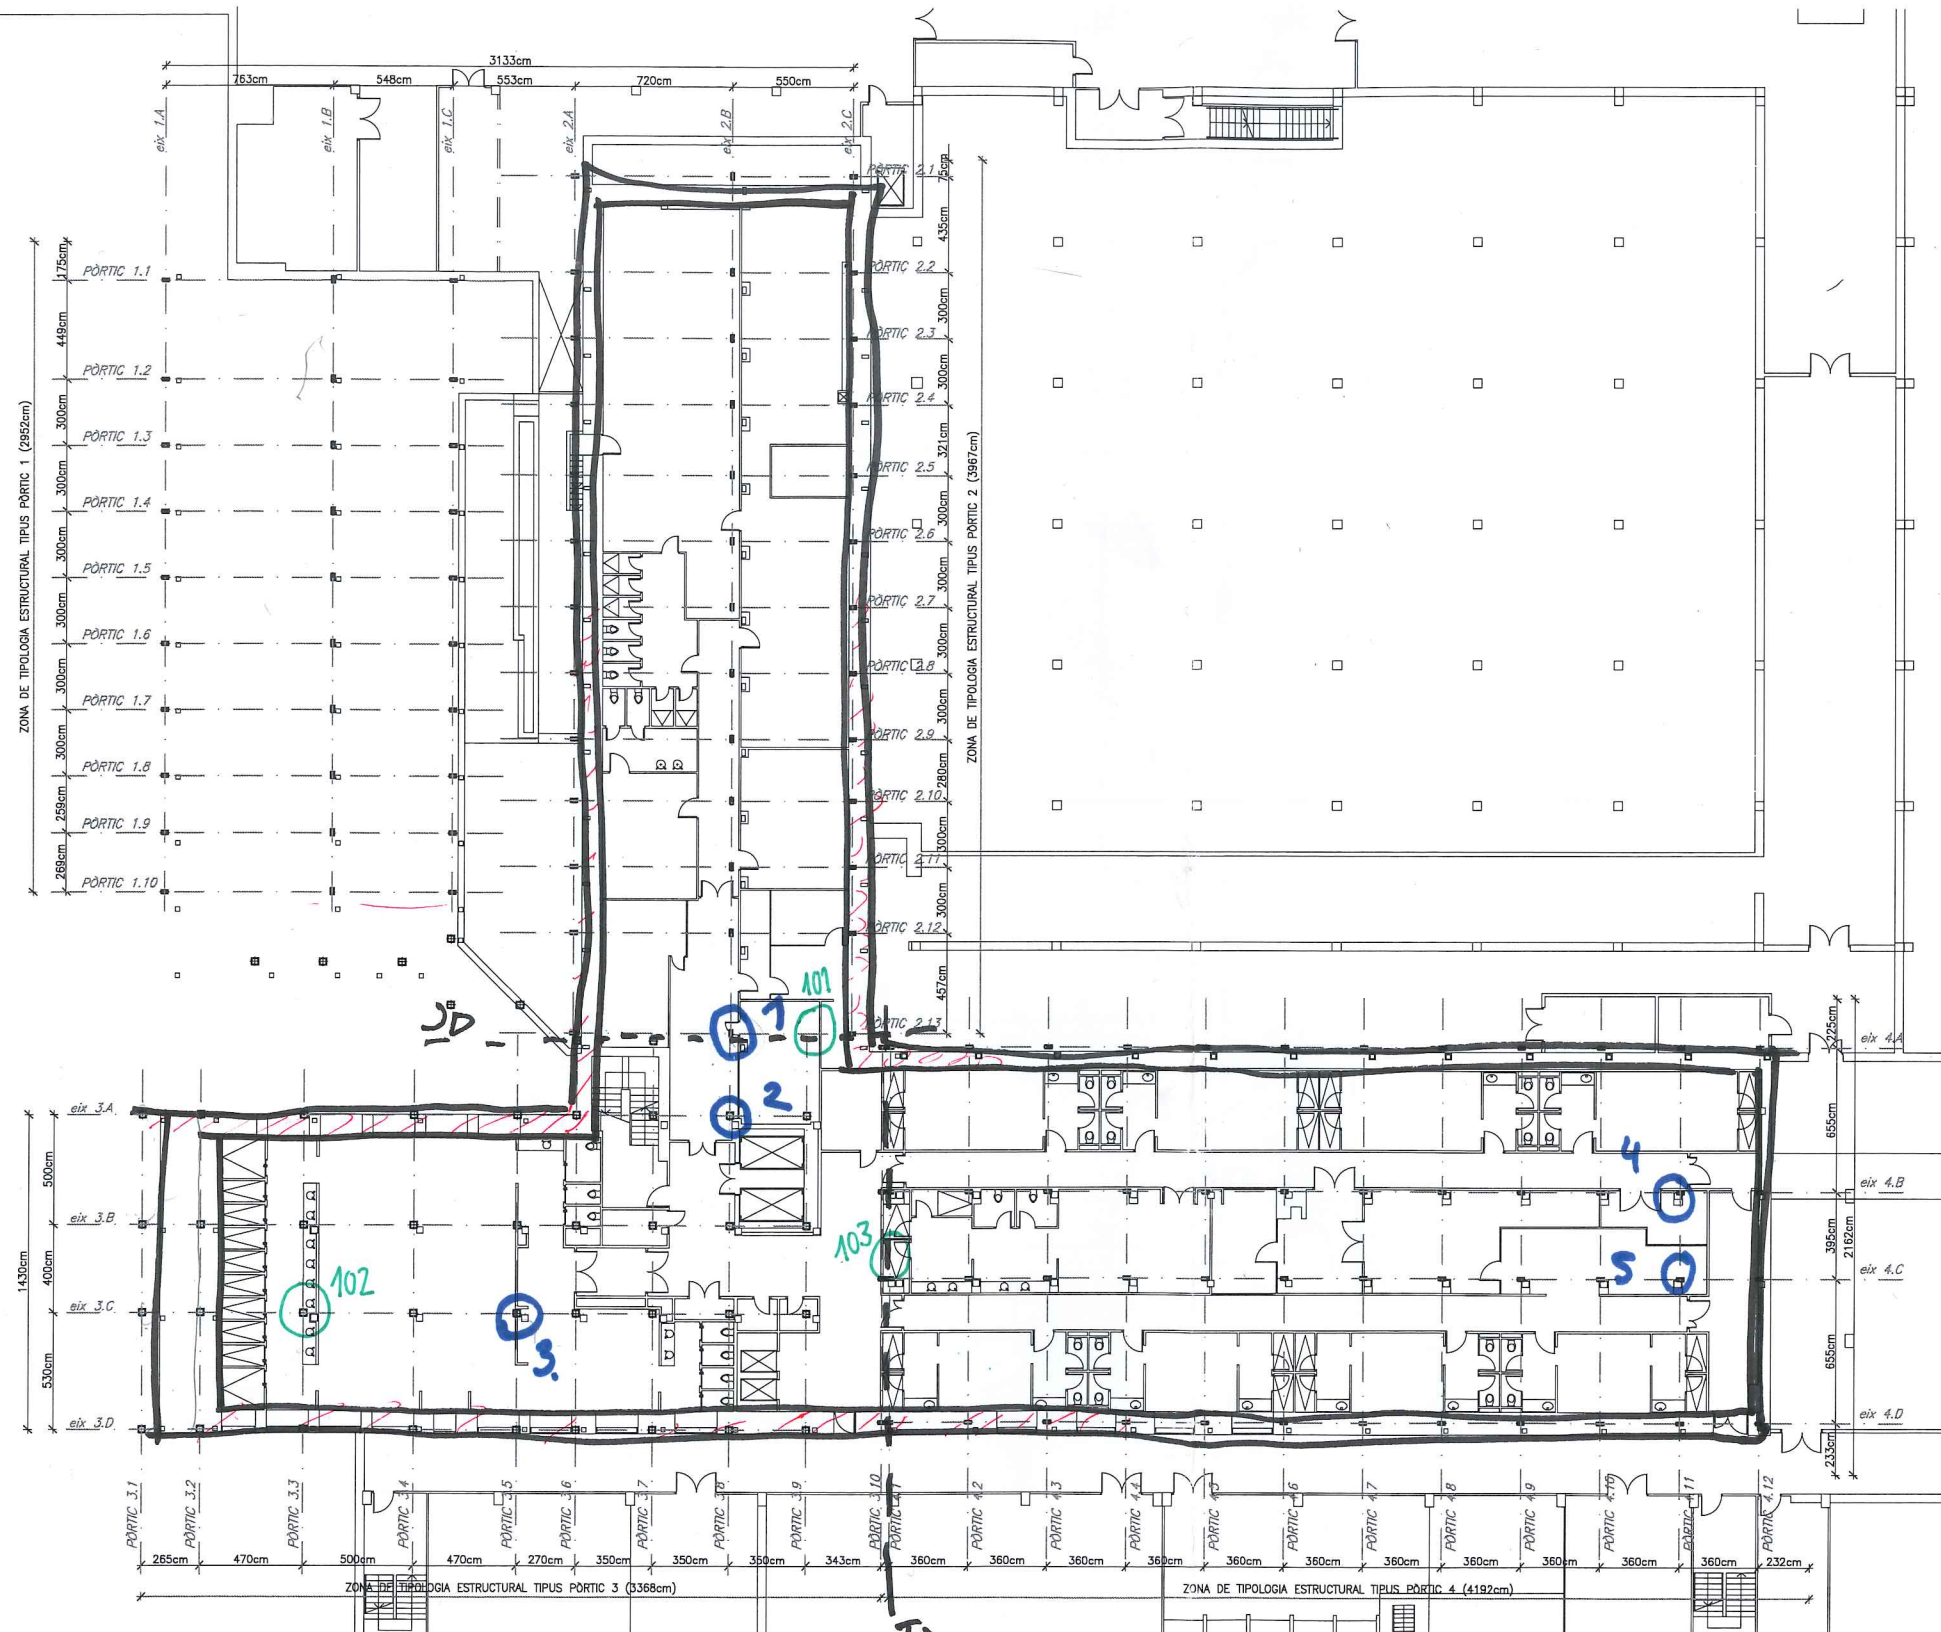 3133cm
763cm
548cm
553cm
720cm
550cm
eix 1.A
eix 1.B
eix 1.C
eix 2.A
eix 2.B
eix 2.C
ZONA DE TIPOLOGIA ESTRUCTURAL TIPUS PÒRTIC 1 (2952cm)
175cm
449cm
300cm
300cm
300cm
300cm
300cm
300cm
259cm
269cm
PÒRTIC 1.1
PÒRTIC 1.2
PÒRTIC 1.3
PÒRTIC 1.4
PÒRTIC 1.5
PÒRTIC 1.6
PÒRTIC 1.7
PÒRTIC 1.8
PÒRTIC 1.9
PÒRTIC 1.10
PÒRTIC 2.1
PÒRTIC 2.2
PÒRTIC 2.3
PÒRTIC 2.4
PÒRTIC 2.5
PÒRTIC 2.6
PÒRTIC 2.7
PÒRTIC 2.8
PÒRTIC 2.9
PÒRTIC 2.10
PÒRTIC 2.11
PÒRTIC 2.12
PÒRTIC 2.13
75cm
435cm
300cm
300cm
321cm
300cm
300cm
300cm
300cm
280cm
300cm
300cm
457cm
ZONA DE TIPOLOGIA ESTRUCTURAL TIPUS PÒRTIC 2 (3967cm)
101
1
JD
2
eix 3.A
eix 3.B
eix 3.C
eix 3.D
1430cm
500cm
400cm
530cm
102
3.
103
4
5
eix 4.A
eix 4.B
eix 4.C
eix 4.D
225cm
655cm
395cm
655cm
233cm
2162cm
PÒRTIC 3.1
PÒRTIC 3.2
PÒRTIC 3.3
PÒRTIC 3.4
PÒRTIC 3.5
PÒRTIC 3.6
PÒRTIC 3.7
PÒRTIC 3.8
PÒRTIC 3.9
PÒRTIC 3.10
PÒRTIC 4.1
PÒRTIC 4.2
PÒRTIC 4.3
PÒRTIC 4.4
PÒRTIC 4.5
PÒRTIC 4.6
PÒRTIC 4.7
PÒRTIC 4.8
PÒRTIC 4.9
PÒRTIC 4.10
PÒRTIC 4.11
PÒRTIC 4.12
265cm
470cm
500cm
470cm
270cm
350cm
350cm
350cm
343cm
360cm
360cm
360cm
360cm
360cm
360cm
360cm
360cm
360cm
360cm
360cm
232cm
ZONA DE TIPOLOGIA ESTRUCTURAL TIPUS PÒRTIC 3 (3368cm)
ZONA DE TIPOLOGIA ESTRUCTURAL TIPUS PÒRTIC 4 (4192cm)